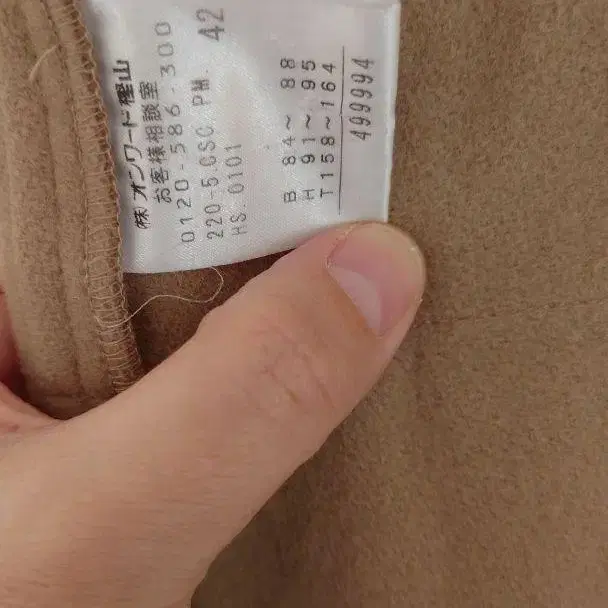 (株)オンワード樫山
お客様相談室
0120-586-300
220-5.CSC PM. 42
HS. 0101
B 84～ 88
H 91～ 95
T158～164
499994